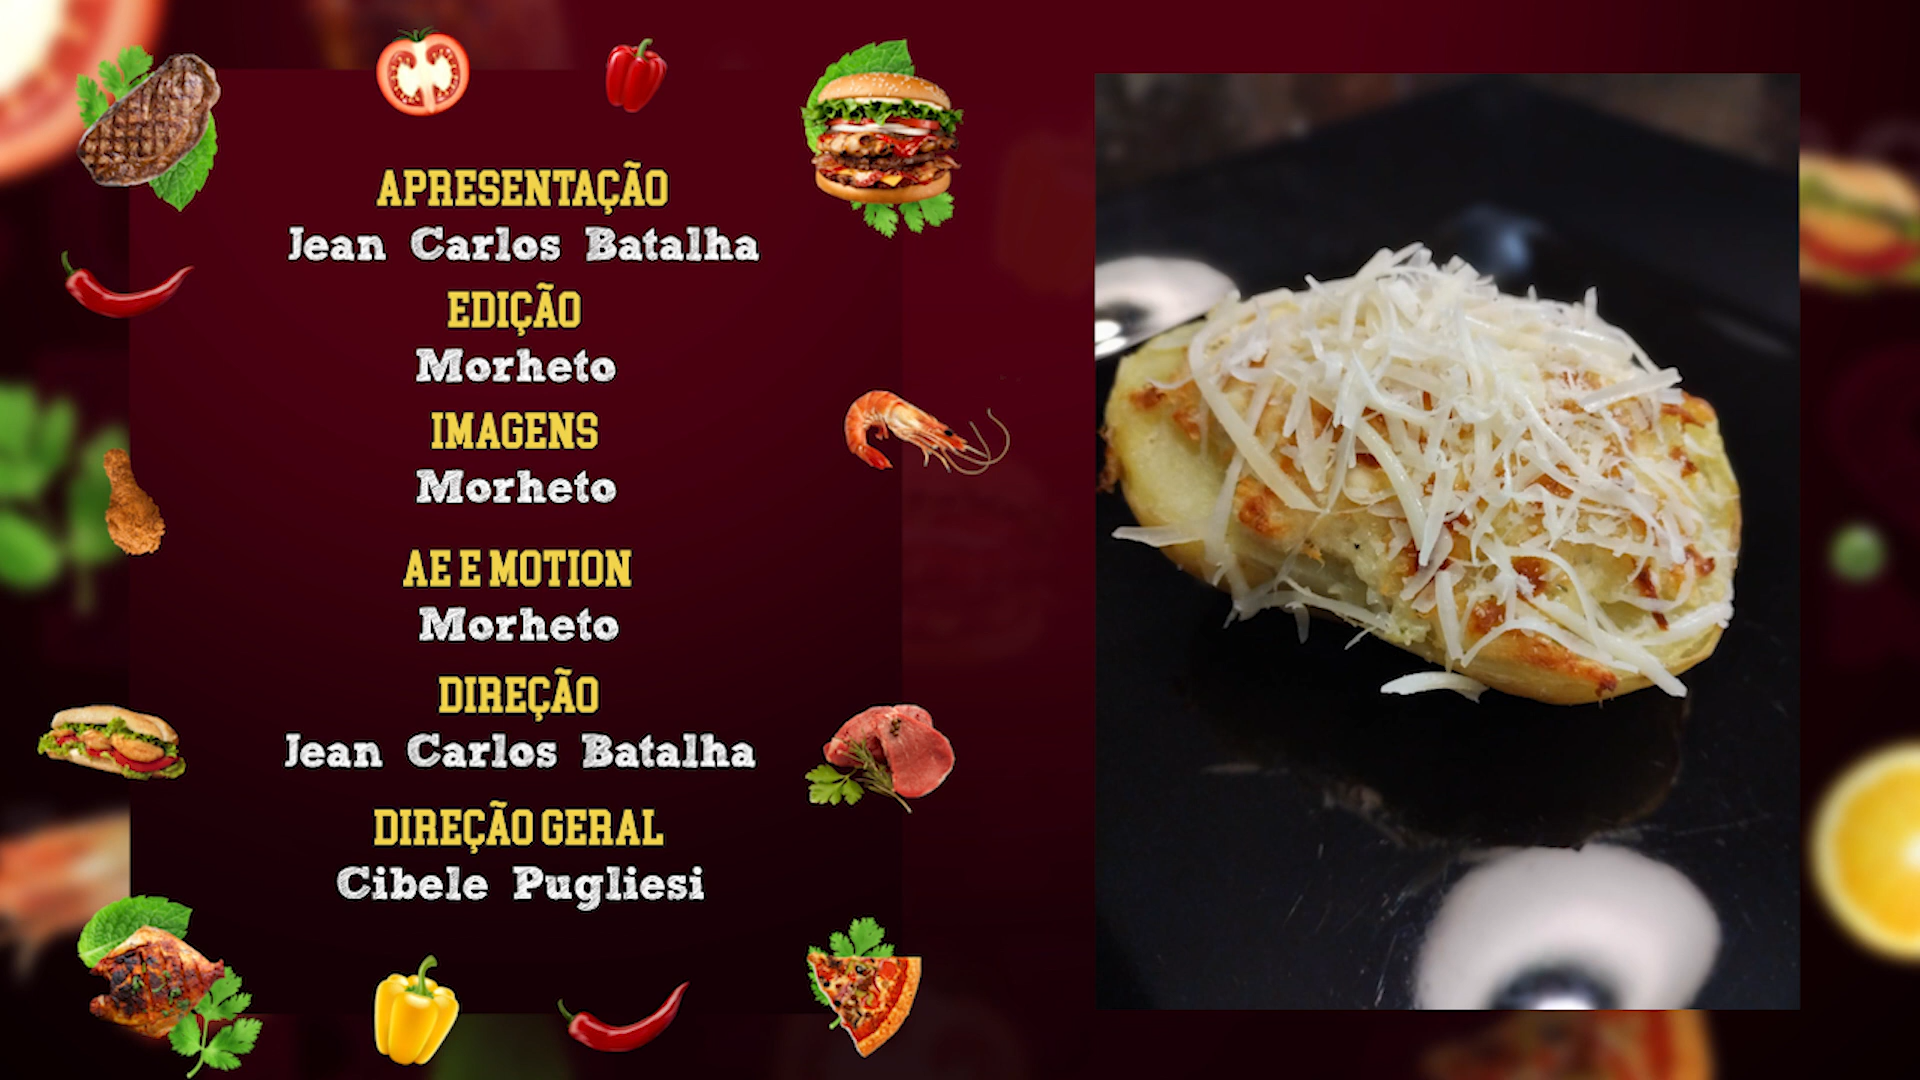 APRESENTAÇÃO
Jean Carlos Batalha
EDIÇÃO
Morheto
IMAGENS
Morheto
AE E MOTION
Morheto
DIREÇÃO
Jean Carlos Batalha
DIREÇÃO GERAL
Cibele Pugliesi